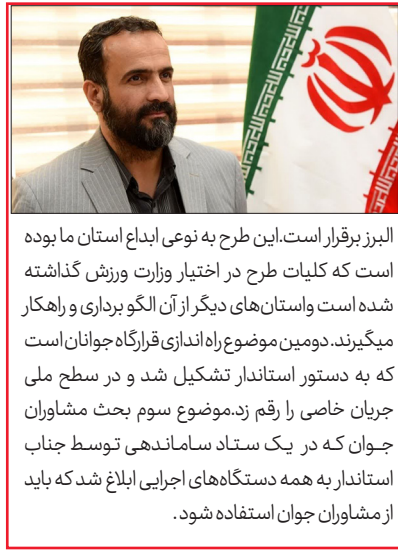 البرز برقرار است.این طرح به نوعی ابداع استان ما بوده
است که کلیات طرح در اختیار وزارت ورزش گذاشته
شده است واستان‌های دیگر از آن الگو برداری و راهکار
میگیرند.دومین موضوع راه اندازی قرارگاه جوانان است
که به دستور استاندار تشکیل شد و در سطح ملی
جریان خاصی را رقم زد.موضوع سوم بحث مشاوران
جوان که در یک ستاد ساماندهی توسط جناب
استاندار به همه دستگاه‌های اجرایی ابلاغ شد که باید
از مشاوران جوان استفاده شود.